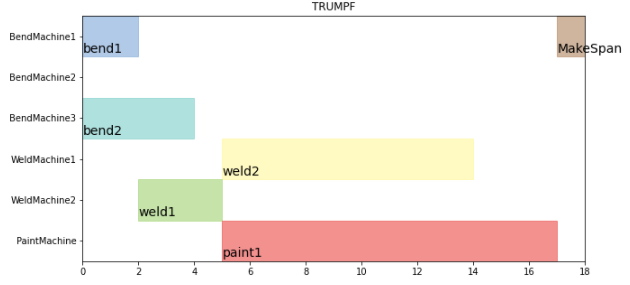 TRUMPF
BendMachine1
bend1
MakeSpan
BendMachine2
BendMachine3
bend2
WeldMachine1
weld2
WeldMachine2
weld1
PaintMachine
paint1
0 2 4 6 8 10 12 14 16 18